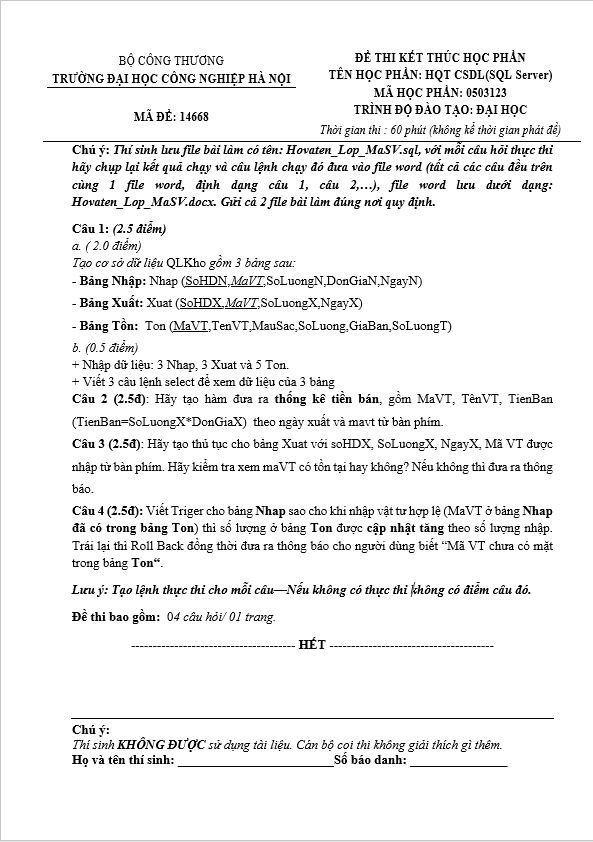 BỘ CÔNG THƯƠNG
TRƯỜNG ĐẠI HỌC CÔNG NGHIỆP HÀ NỘI
MÃ ĐỀ: 14668
ĐỀ THI KẾT THÚC HỌC PHẦN
TÊN HỌC PHẦN: HQT CSDL(SQL Server)
MÃ HỌC PHẦN: 0503123
TRÌNH ĐỘ ĐÀO TẠO: ĐẠI HỌC
Thời gian thi : 60 phút (không kể thời gian phát đề)
Chú ý: Thí sinh lưu file bài làm có tên: Hovaten_Lop_MaSV.sql, với mỗi câu hỏi thực thi
hãy chụp lại kết quả chạy và câu lệnh chạy đó đưa vào file word (tất cả các câu đều trên
cùng 1 file word, định dạng câu 1, câu 2,...), file word lưu dưới dạng:
Hovaten_Lop_MaSV.docx. Gửi cả 2 file bài làm đúng nơi quy định.
Câu 1: (2.5 điểm)
a. ( 2.0 điểm)
Tạo cơ sở dữ liệu QLKho gồm 3 bảng sau:
- Bảng Nhập: Nhap (SoHDN,MaVT,SoLuongN,DonGiaN,NgayN)
- Bảng Xuất: Xuat (SoHDX,MaVT,SoLuongX,NgayX)
- Bảng Tồn: Ton (MaVT,TenVT,MauSac,SoLuong,GiaBan,SoLuongT)
b. (0.5 điểm)
+ Nhập dữ liệu: 3 Nhap, 3 Xuat và 5 Ton.
+ Viết 3 câu lệnh select để xem dữ liệu của 3 bảng
Câu 2 (2.5đ): Hãy tạo hàm đưa ra thống kê tiền bán, gồm MaVT, TênVT, TienBan
(TienBan=SoLuongX*DonGiaX) theo ngày xuất và mavt từ bàn phím.
Câu 3 (2.5đ): Hãy tạo thủ tục cho bảng Xuat với soHDX, SoLuongX, NgayX, Mã VT được
nhập từ bàn phím. Hãy kiểm tra xem maVT có tồn tại hay không? Nếu không thì đưa ra thông
báo.
Câu 4 (2.5đ): Viết Triger cho bảng Nhap sao cho khi nhập vật tư hợp lệ (MaVT ở bảng Nhap
đã có trong bảng Ton) thì số lượng ở bảng Ton được cập nhật tăng theo số lượng nhập.
Trái lại thì Roll Back đồng thời đưa ra thông báo cho người dùng biết “Mã VT chưa có mặt
trong bảng Ton“.
Lưu ý: Tạo lệnh thực thi cho mỗi câu—Nếu không có thực thi không có điểm câu đó.
Đề thi bao gồm: 04 câu hỏi/ 01 trang.
-------------------------------------- HẾT --------------------------------------
Chú ý:
Thí sinh KHÔNG ĐƯỢC sử dụng tài liệu. Cán bộ coi thi không giải thích gì thêm.
Họ và tên thí sinh: ________________________Số báo danh: _______________